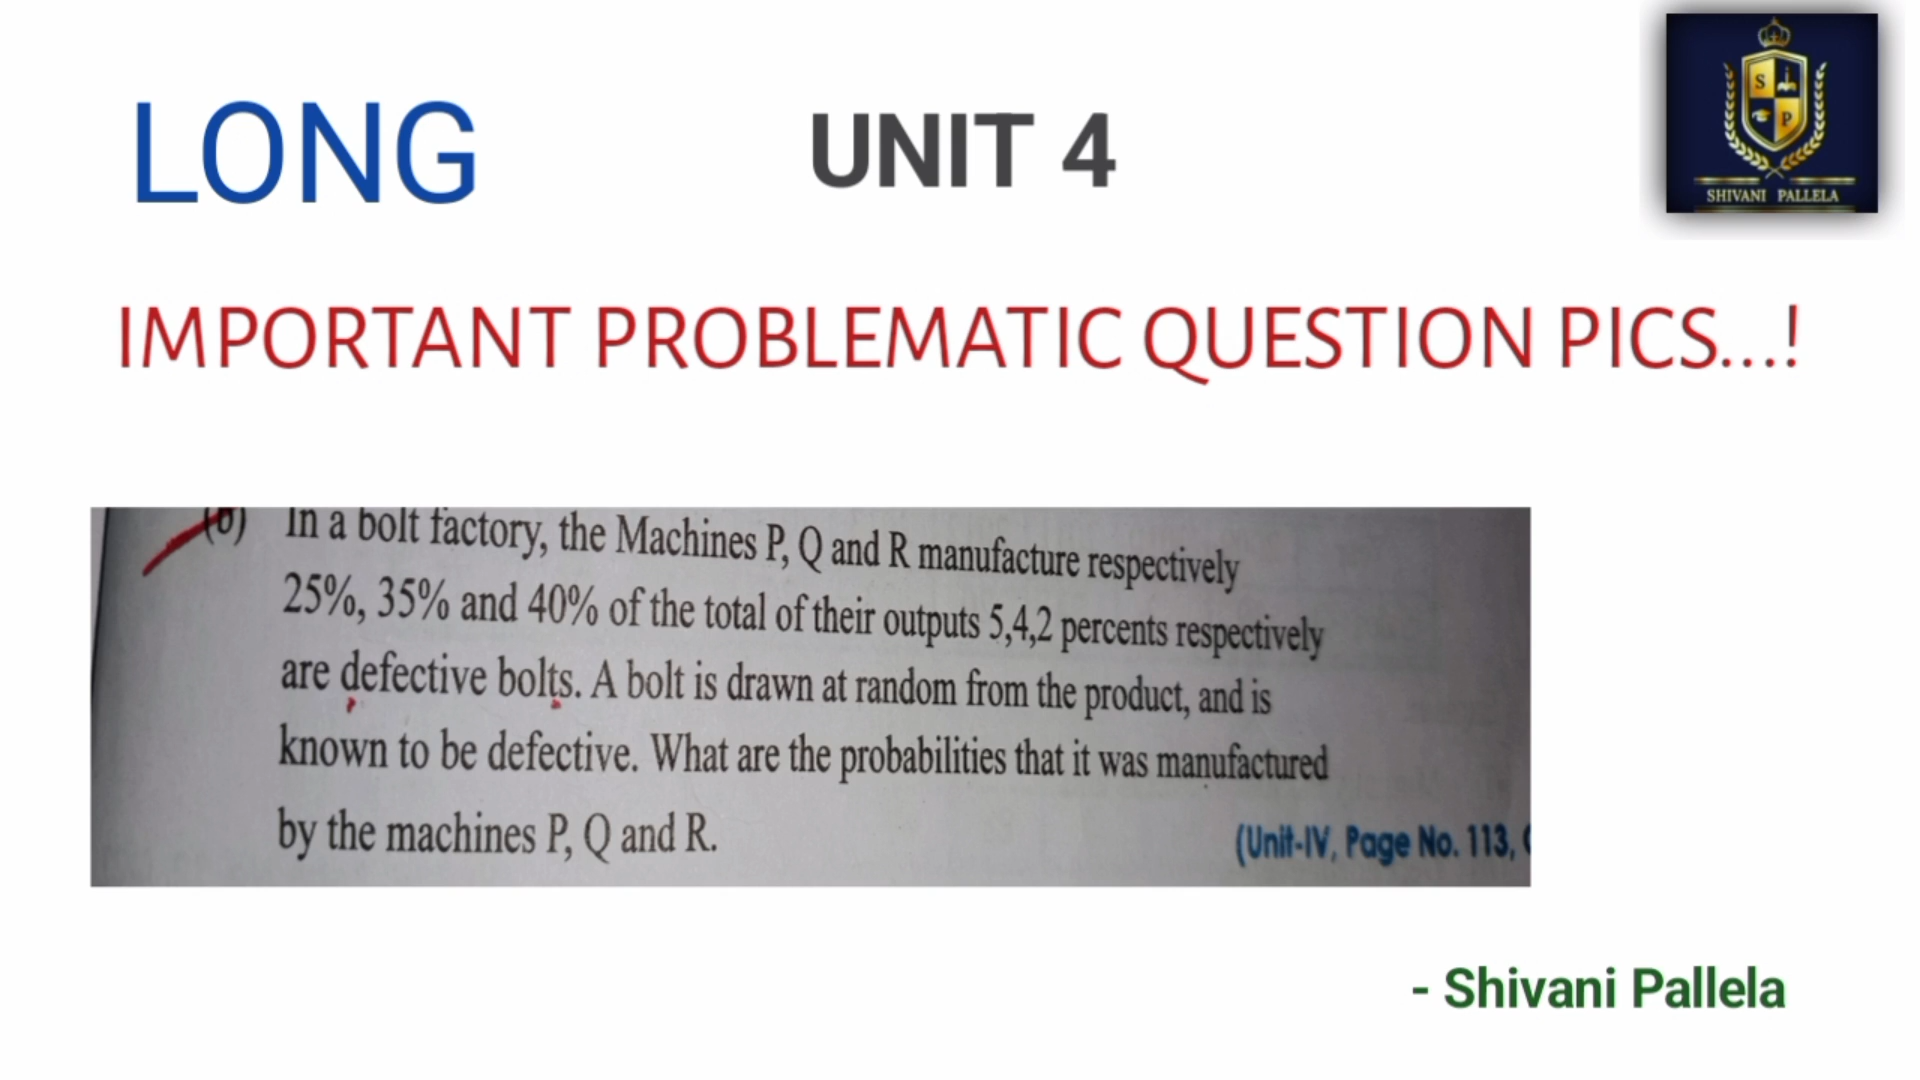 LONG
UNIT 4
S
P
SHIVANI PALLELA
IMPORTANT PROBLEMATIC QUESTION PICS...!
(b) In a bolt factory, the Machines P, Q and R manufacture respectively
25%, 35% and 40% of the total of their outputs 5,4,2 percents respectively
are defective bolts. A bolt is drawn at random from the product, and is
known to be defective. What are the probabilities that it was manufactured
by the machines P, Q and R.
(Unit-IV, Page No. 113,
- Shivani Pallela